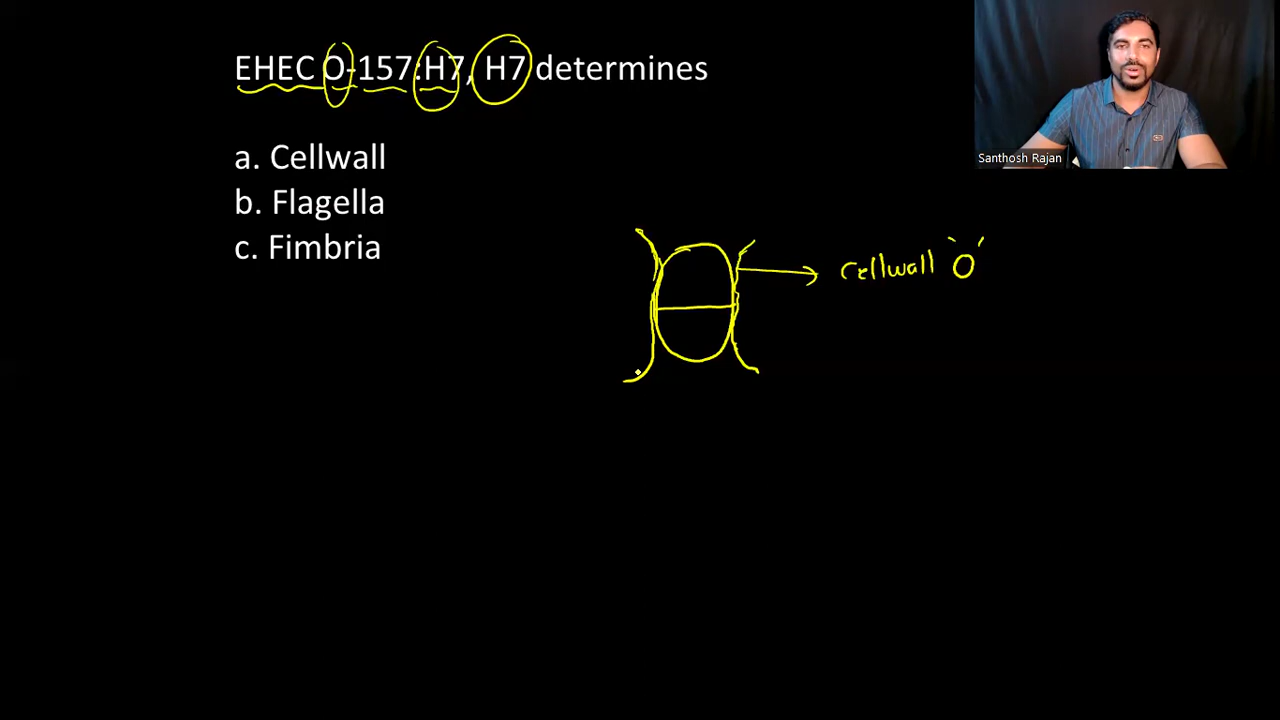 EHEC O-157:H7, H7 determines
a. Cellwall
b. Flagella
c. Fimbria
Cellwall "O"
Santhosh Rajan